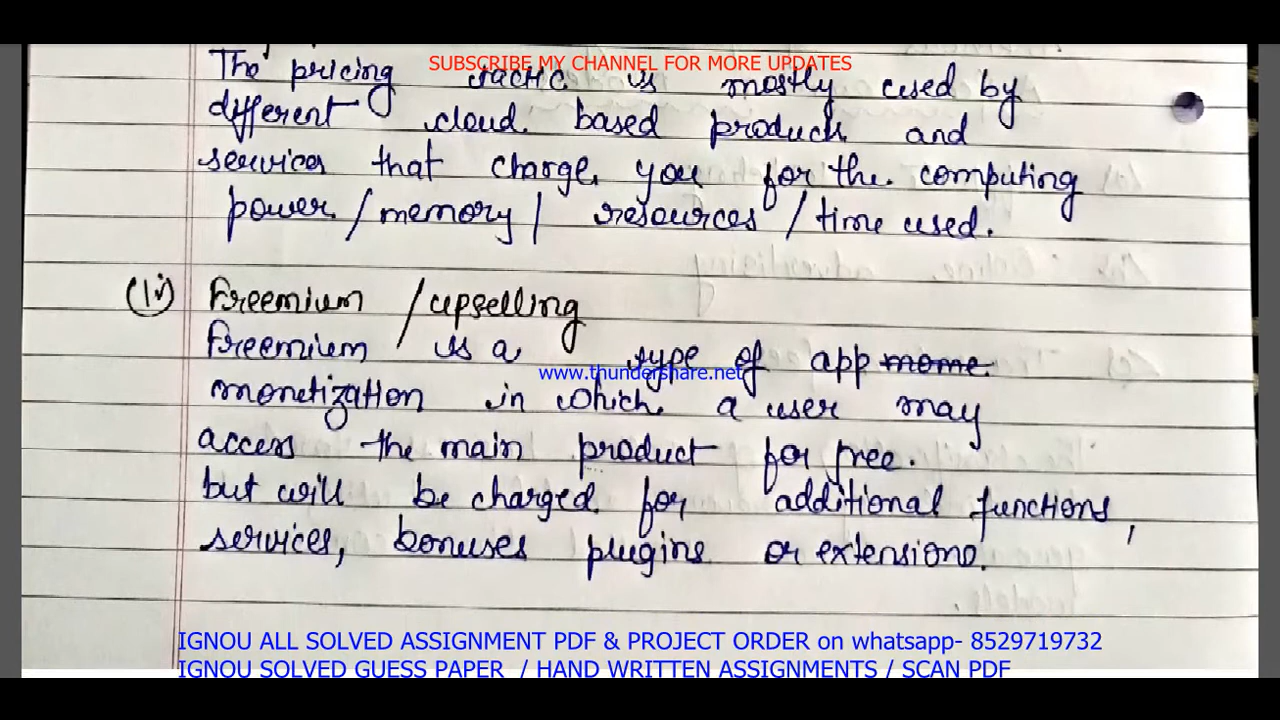 SUBSCRIBE MY CHANNEL FOR MORE UPDATES
The pricing tactic is mostly used by
different cloud based products and
services that charge you for the computing
power / memory / resources / time used.
(iv) Freemium / upselling
Freemium is a type of app mome
www.thundershare.net
monetization in which a user may
access the main product for free.
but will be charged for additional functions,
services, bonuses plugins or extensions.
IGNOU ALL SOLVED ASSIGNMENT PDF & PROJECT ORDER on whatsapp- 8529719732
IGNOU SOLVED GUESS PAPER / HAND WRITTEN ASSIGNMENTS / SCAN PDF